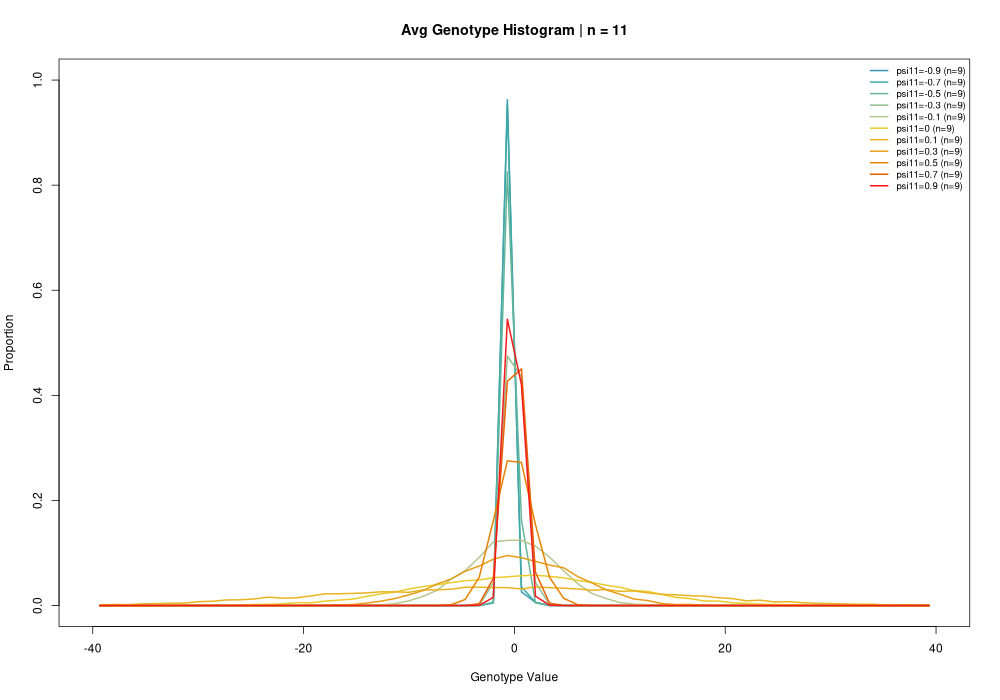 Avg Genotype Histogram | n = 11
psi11=-0.9 (n=9)
psi11=-0.7 (n=9)
psi11=-0.5 (n=9)
psi11=-0.3 (n=9)
psi11=-0.1 (n=9)
psi11=0 (n=9)
psi11=0.1 (n=9)
psi11=0.3 (n=9)
psi11=0.5 (n=9)
psi11=0.7 (n=9)
psi11=0.9 (n=9)
1.0
0.8
0.6
0.4
0.2
0.0
Proportion
-40 -20 0 20 40
Genotype Value